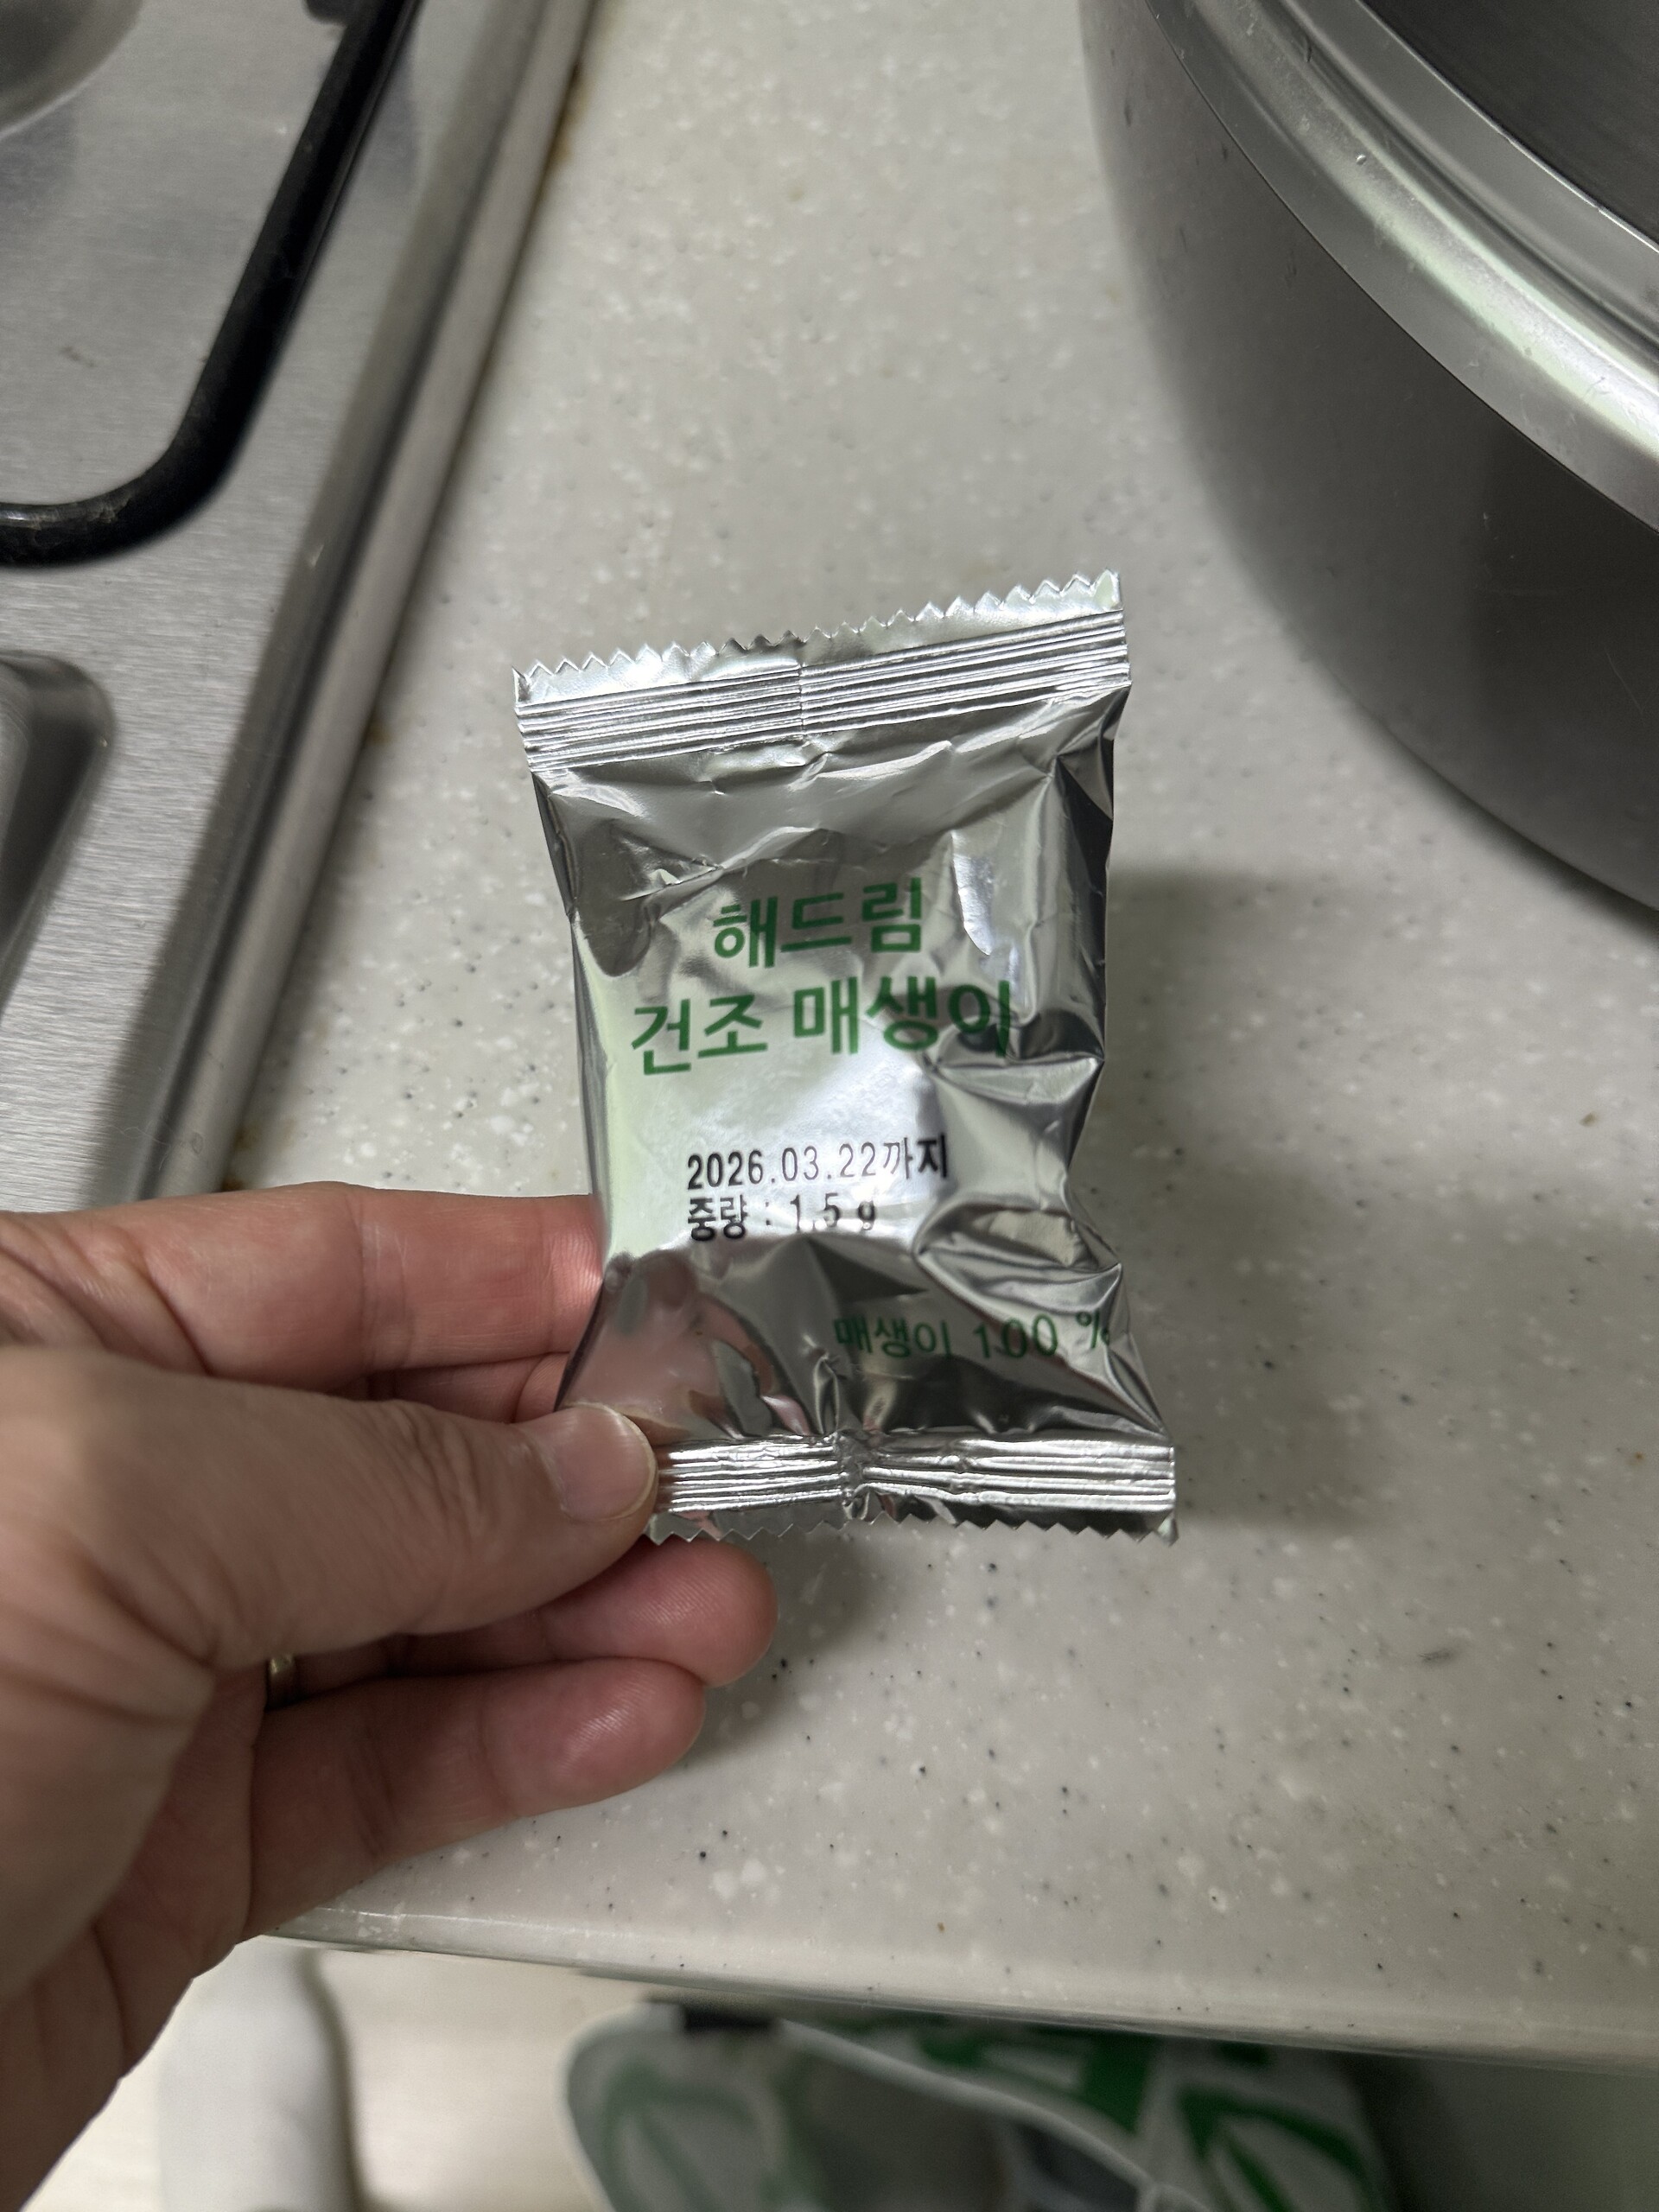 해드림
건조 매생이
2026.03.22까지
중량 : 1.5 g
매생이 100 %